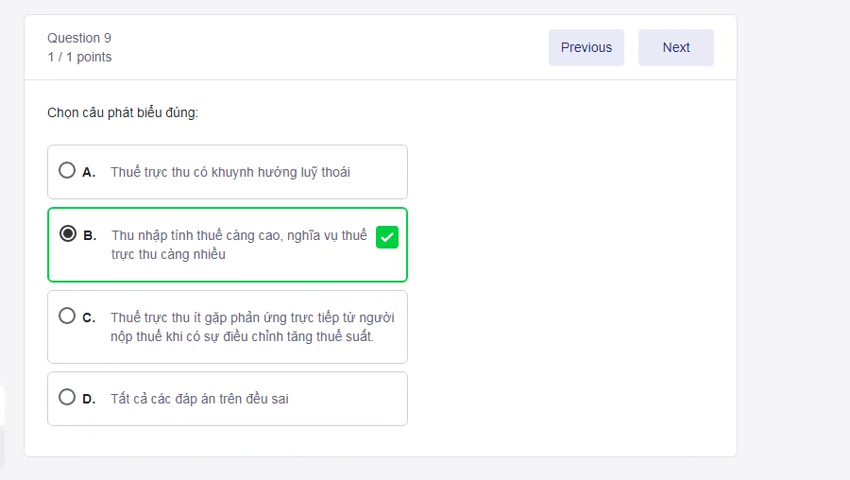 Question 9
1 / 1 points
Previous
Next
Chọn câu phát biểu đúng:
A. Thuế trực thu có khuynh hướng luỹ thoái
B. Thu nhập tính thuế càng cao, nghĩa vụ thuế
trực thu càng nhiều
C. Thuế trực thu ít gặp phản ứng trực tiếp từ người
nộp thuế khi có sự điều chỉnh tăng thuế suất.
D. Tất cả các đáp án trên đều sai